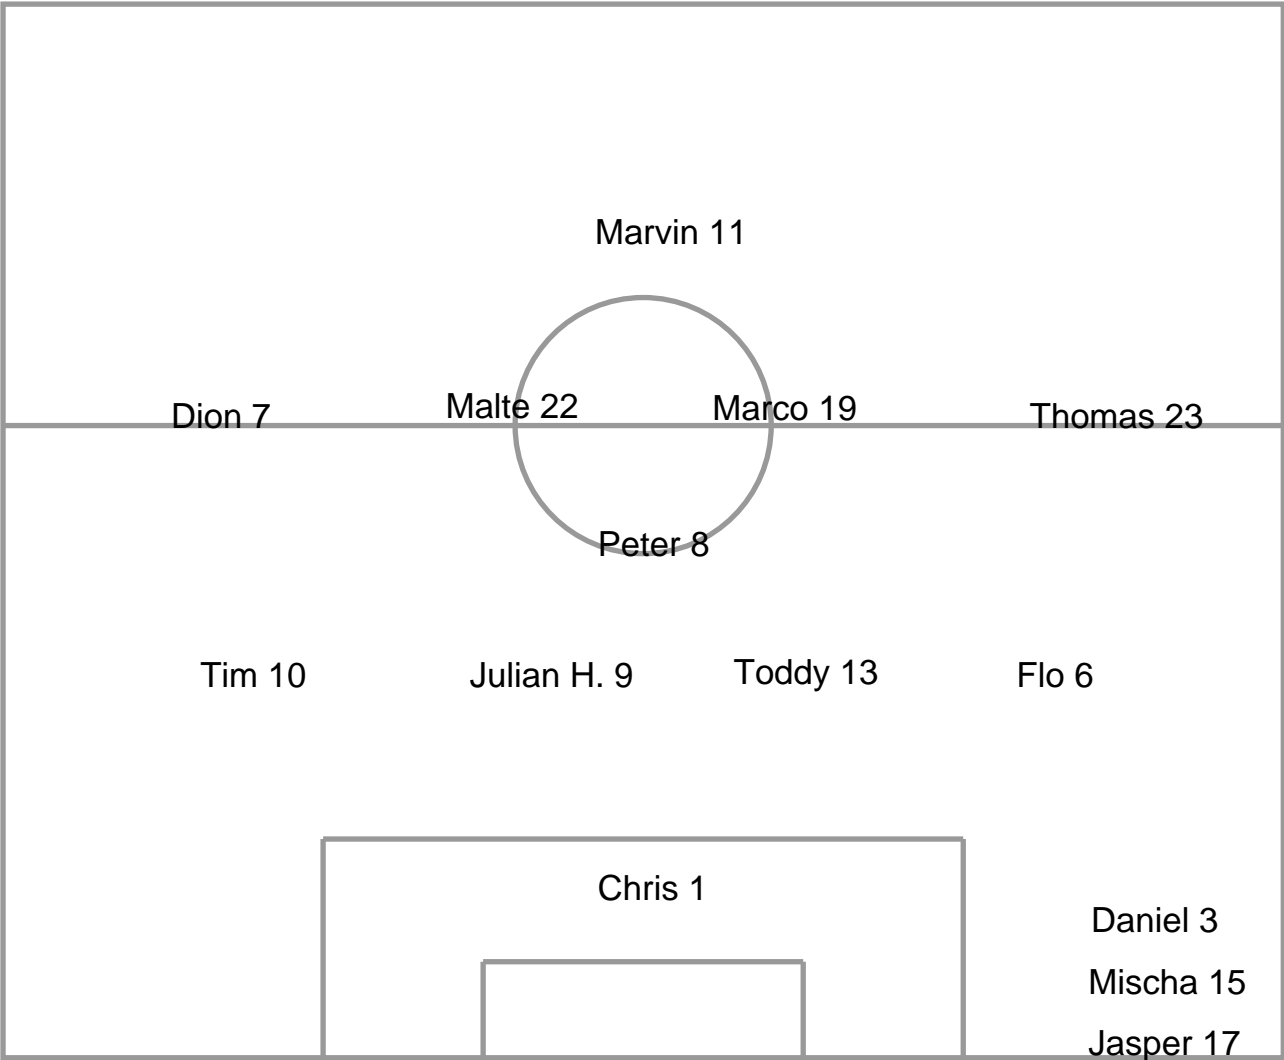 Marvin 11
Dion 7
Malte 22
Marco 19
Thomas 23
Peter 8
Tim 10
Julian H. 9
Toddy 13
Flo 6
Chris 1
Daniel 3
Mischa 15
Jasper 17